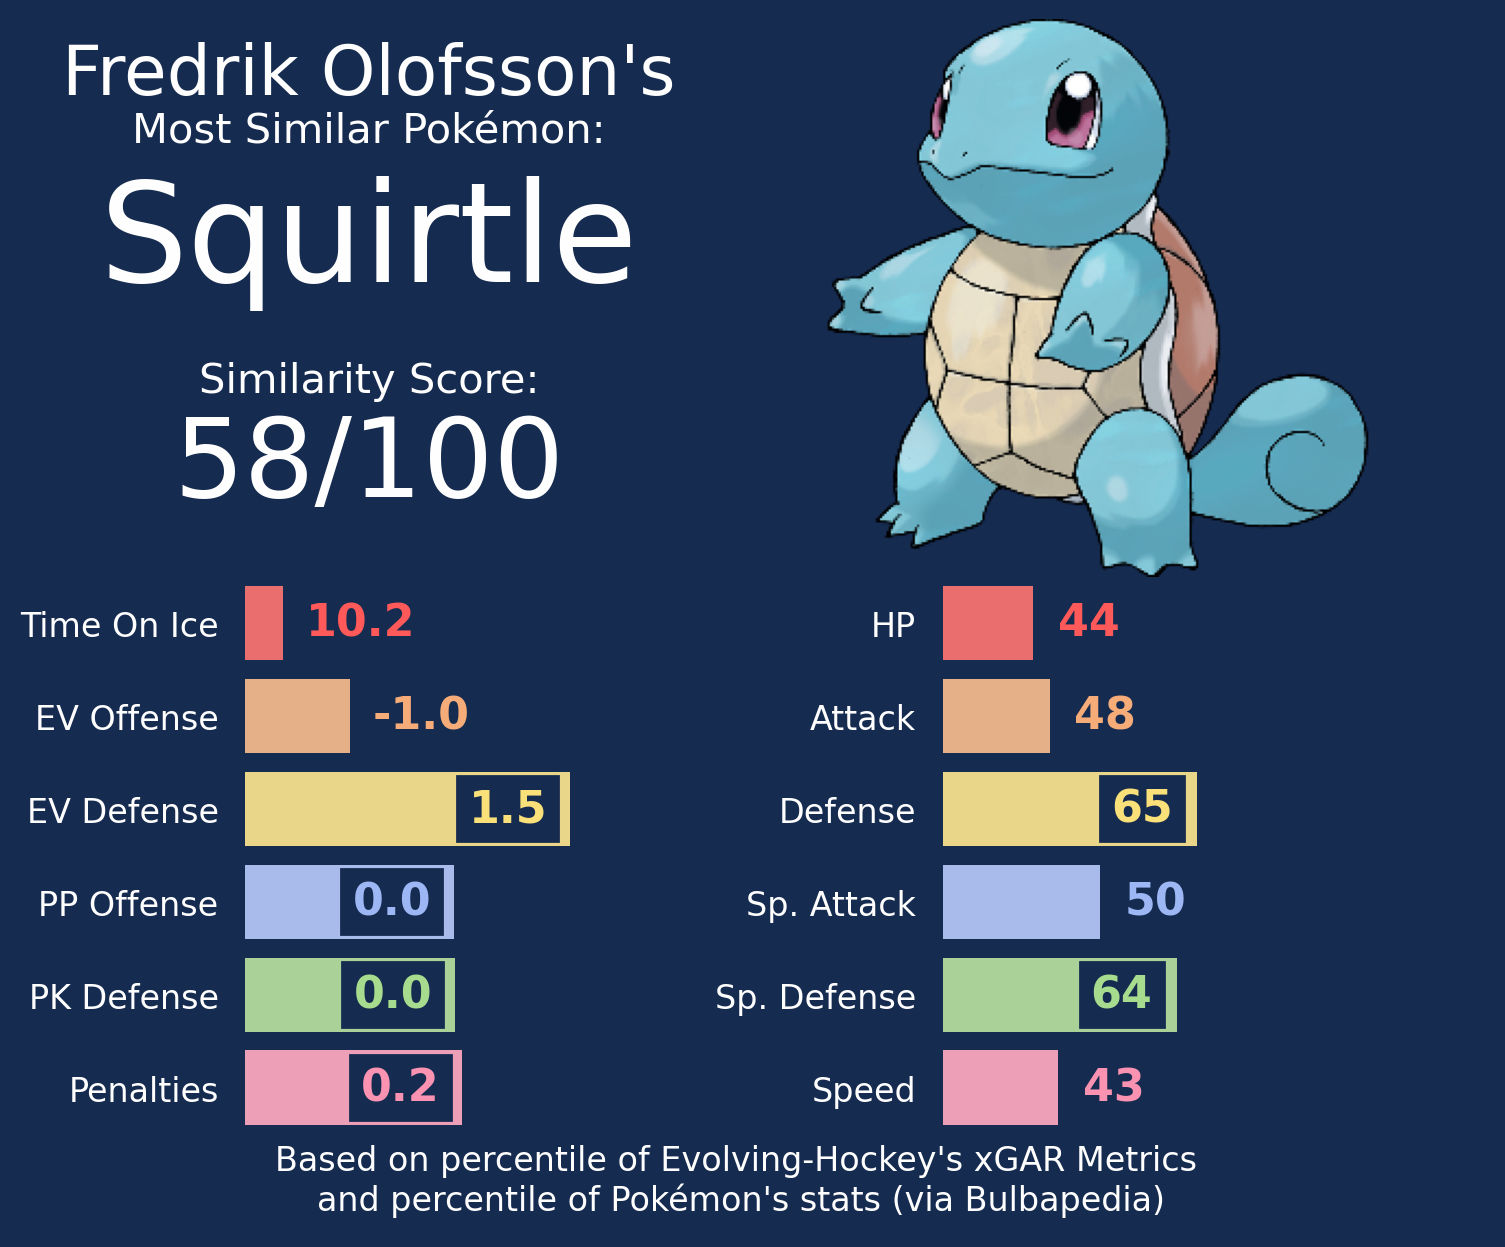 Fredrik Olofsson's
Most Similar Pokémon:
Squirtle
Similarity Score:
58/100
Time On Ice 10.2
EV Offense -1.0
EV Defense 1.5
PP Offense 0.0
PK Defense 0.0
Penalties 0.2
HP 44
Attack 48
Defense 65
Sp. Attack 50
Sp. Defense 64
Speed 43
Based on percentile of Evolving-Hockey's xGAR Metrics
and percentile of Pokémon's stats (via Bulbapedia)